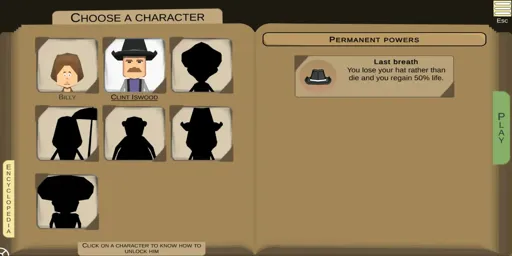 Choose a character
Esc
Permanent powers
Last breath
You lose your hat rather than
die and you regain 50% life.
Billy
Clint Iswood
Play
Encyclopedia
Click on a character to know how to
unlock him